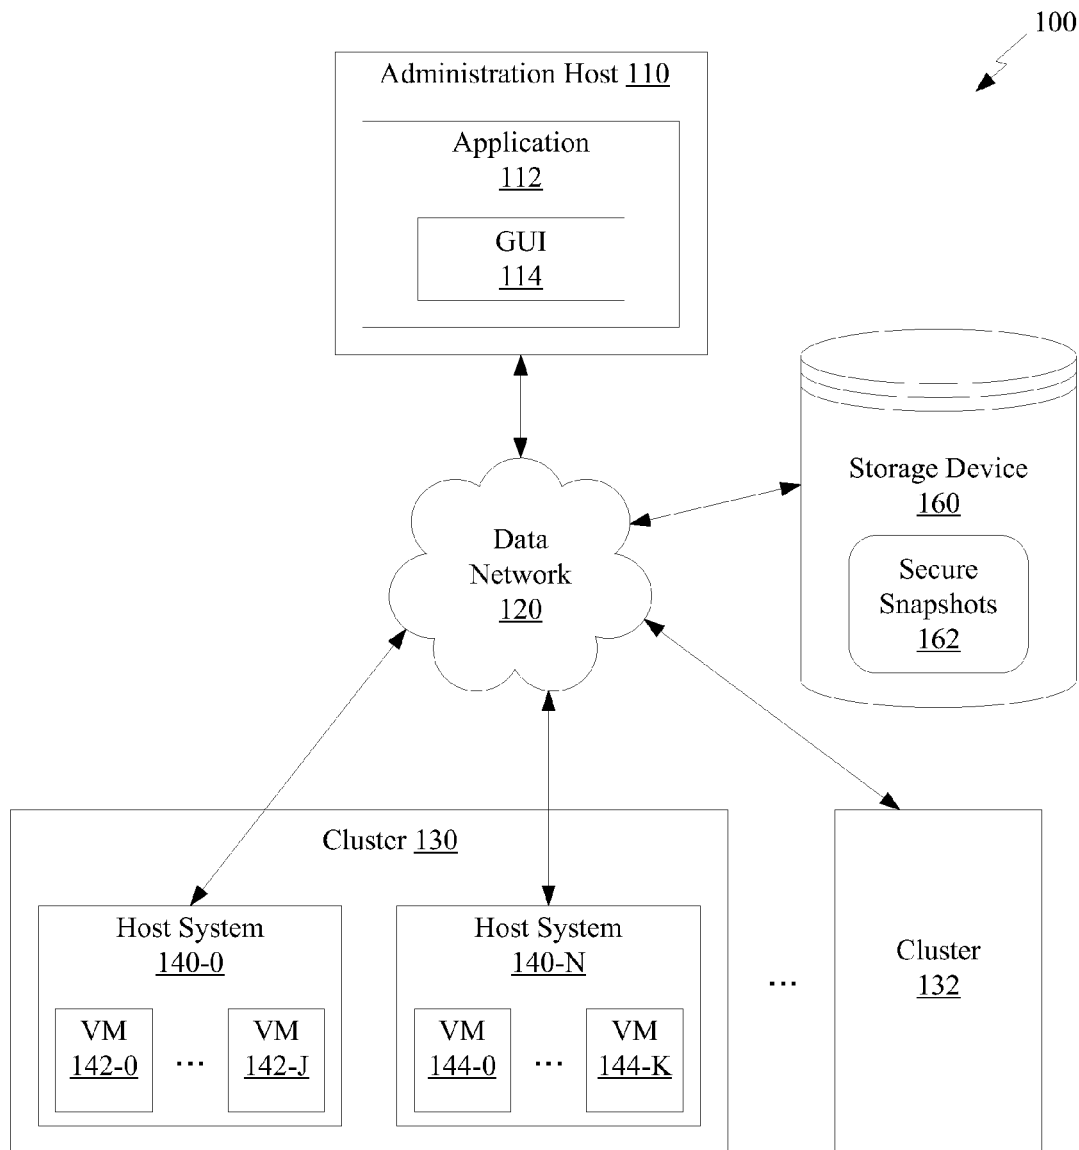 100
Administration Host 110
Application
112
GUI
114
Storage Device
160
Secure
Snapshots
162
Data
Network
120
Cluster 130
Host System
140-0
Host System
140-N
VM
142-0
...
VM
142-J
VM
144-0
...
VM
144-K
...
Cluster
132